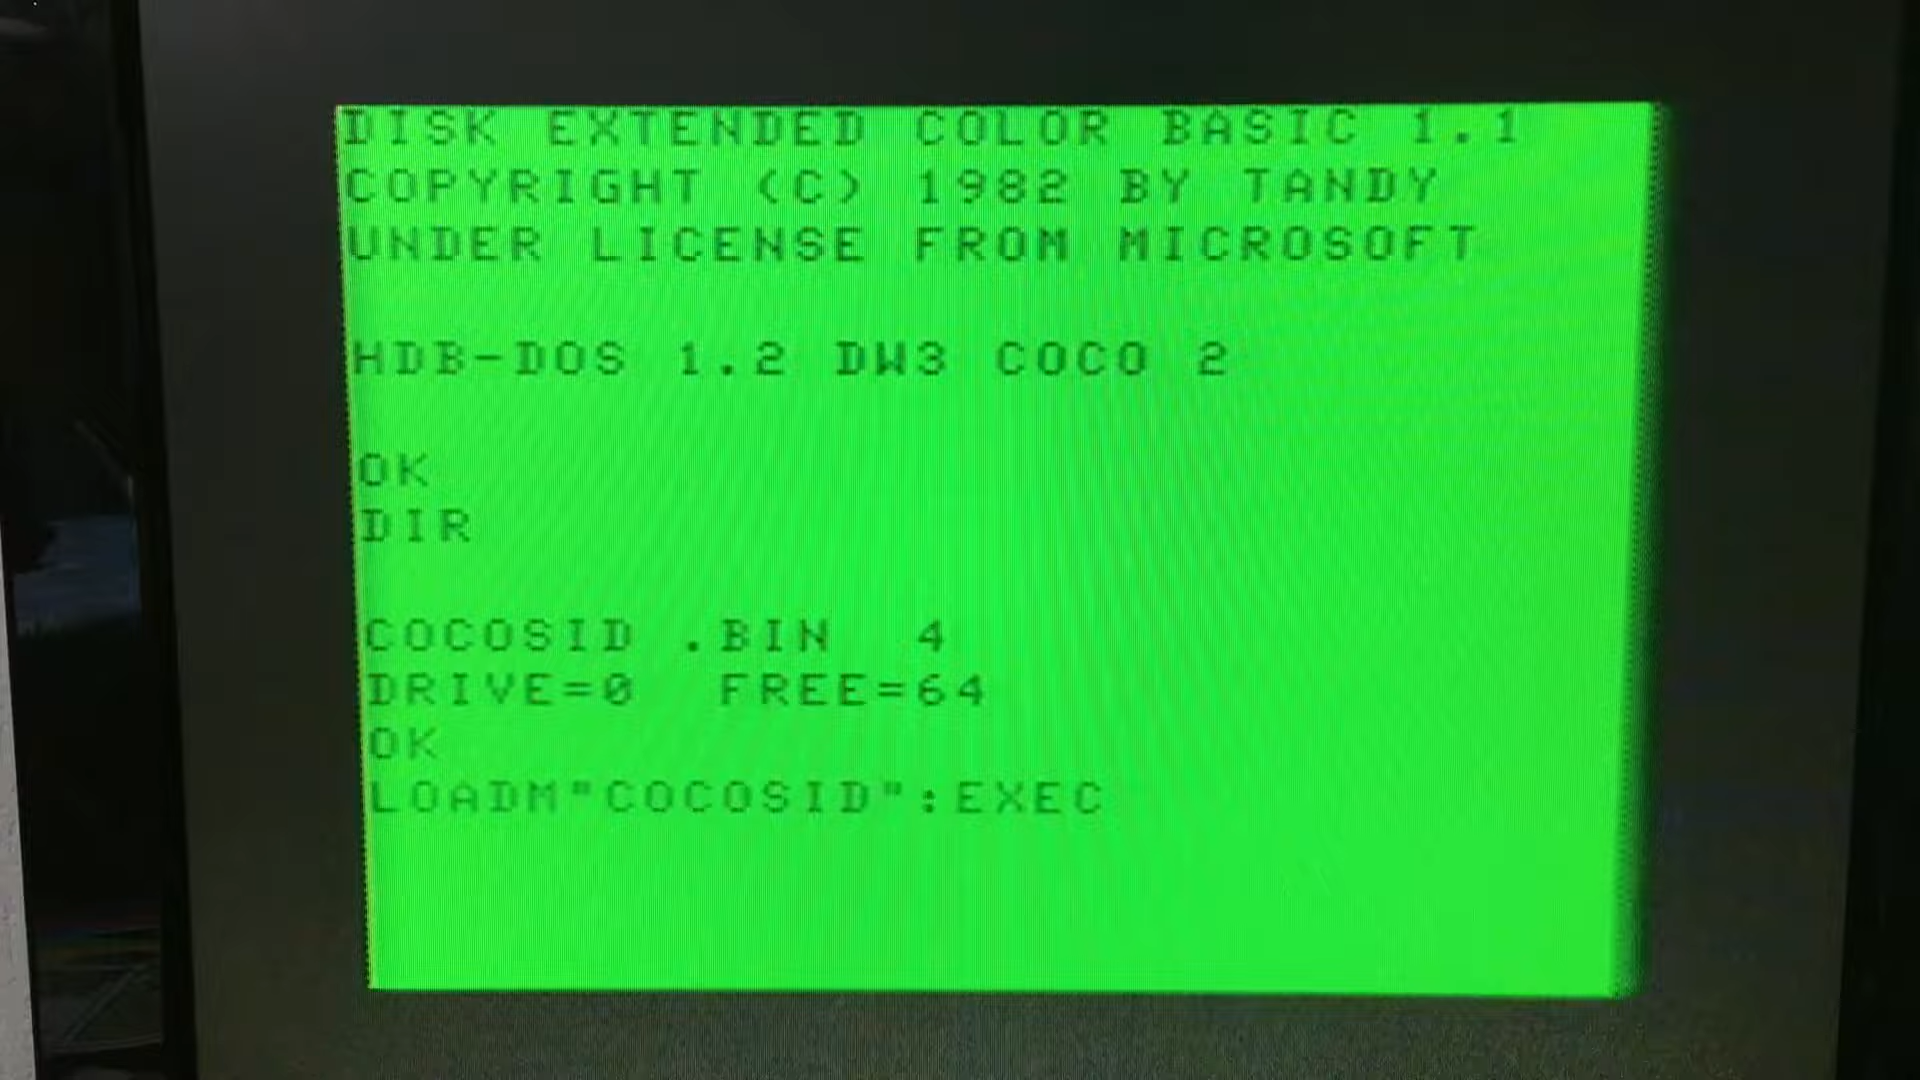 DISK EXTENDED COLOR BASIC 1.1
COPYRIGHT (C) 1982 BY TANDY
UNDER LICENSE FROM MICROSOFT
HDB-DOS 1.2 DW3 COCO 2
OK
DIR
COCOSID .BIN 4
DRIVE=0 FREE=64
OK
LOADM"COCOSID":EXEC